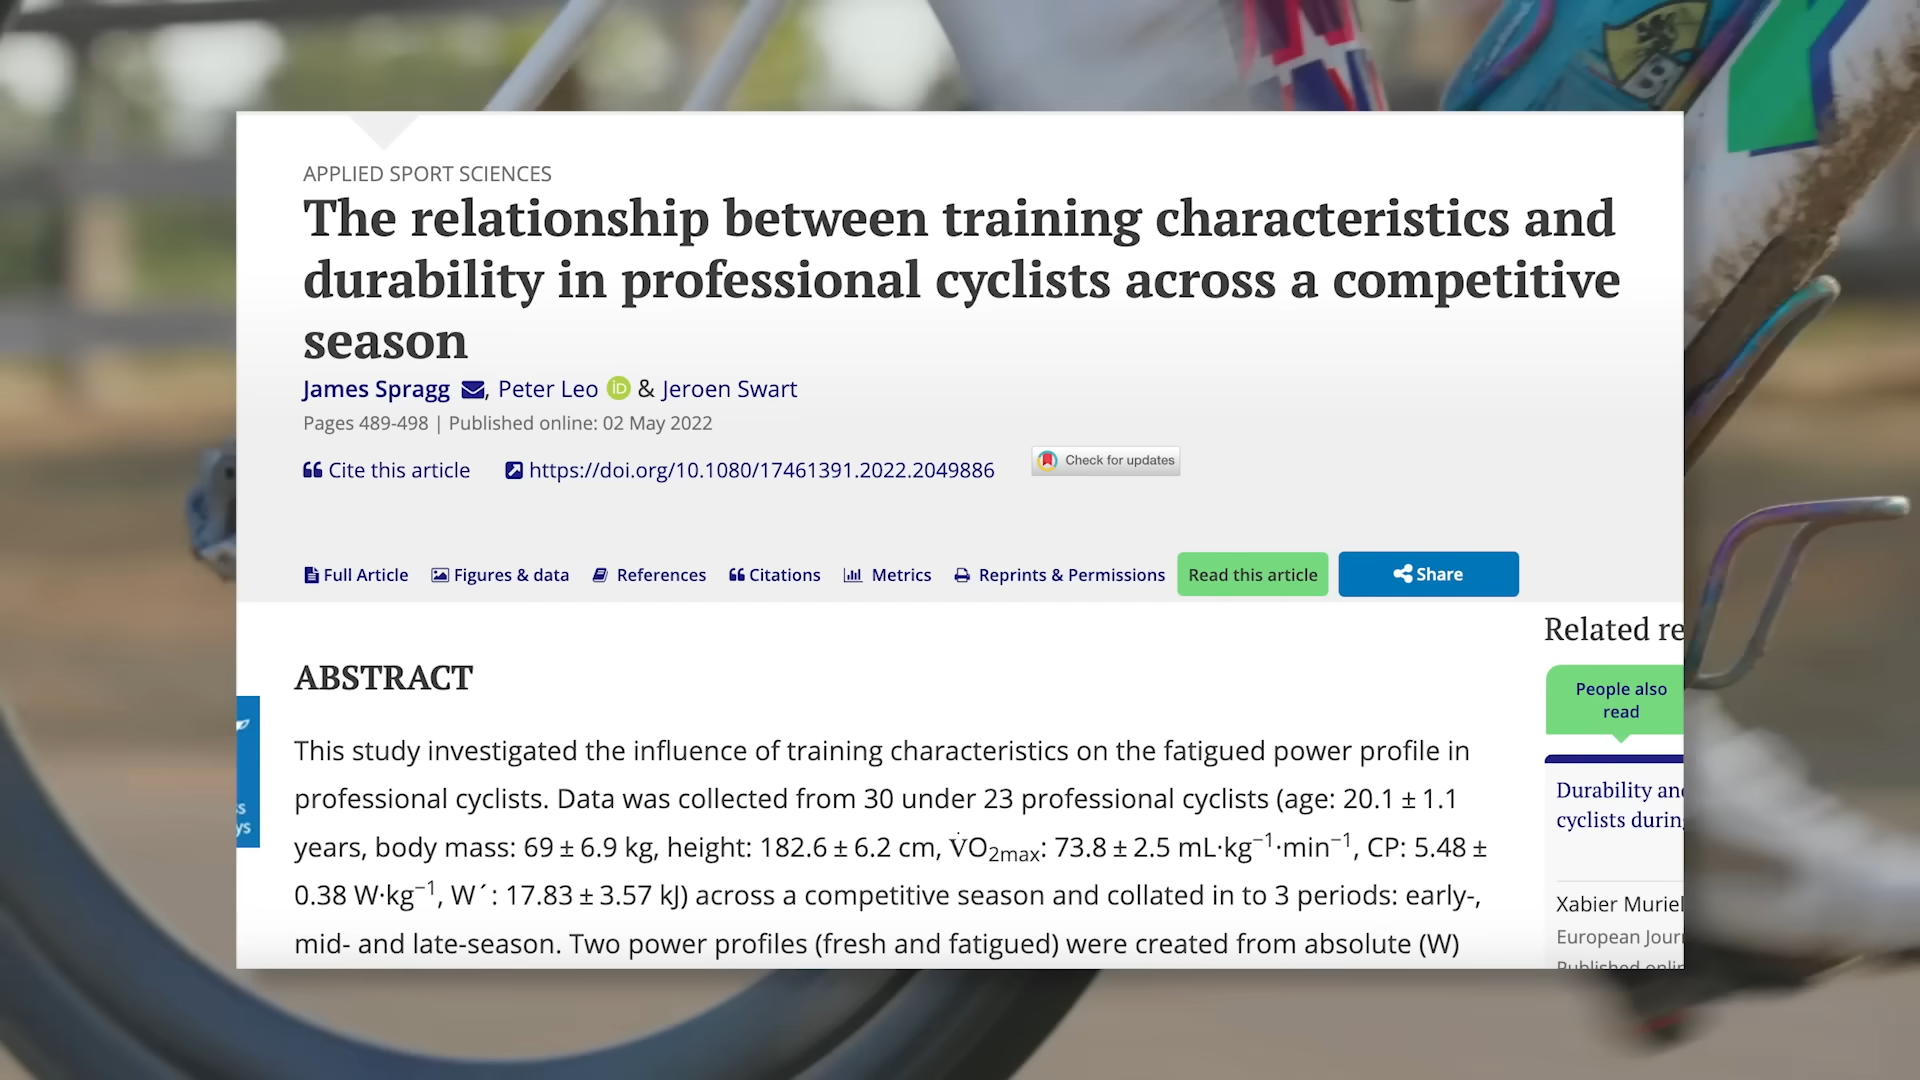 APPLIED SPORT SCIENCES
The relationship between training characteristics and
durability in professional cyclists across a competitive
season
James Spragg , Peter Leo iD & Jeroen Swart
Pages 489-498 | Published online: 02 May 2022
Cite this article https://doi.org/10.1080/17461391.2022.2049886 Check for updates
Full Article Figures & data References Citations Metrics Reprints & Permissions Read this article Share
ABSTRACT
This study investigated the influence of training characteristics on the fatigued power profile in
professional cyclists. Data was collected from 30 under 23 professional cyclists (age: 20.1 ± 1.1
years, body mass: 69 ± 6.9 kg, height: 182.6 ± 6.2 cm, V̇O₂max: 73.8 ± 2.5 mL·kg⁻¹·min⁻¹, CP: 5.48 ±
0.38 W·kg⁻¹, W´: 17.83 ± 3.57 kJ) across a competitive season and collated in to 3 periods: early-,
mid- and late-season. Two power profiles (fresh and fatigued) were created from absolute (W)
Related re
People also
read
Durability an
cyclists durin
Xabier Muriel
European Jour
Published onli